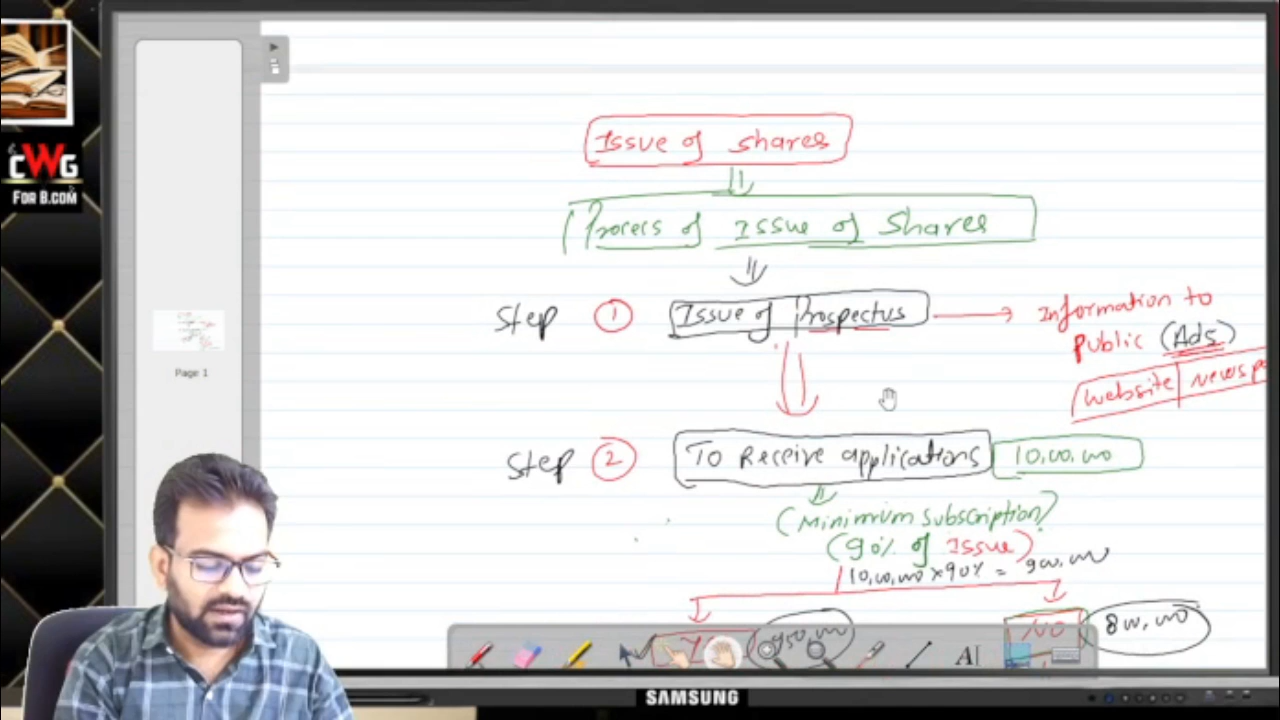 CWG
FOR B.COM
Page 1
Issue of shares
Process of Issue of Shares
Step 1 Issue of Prospectus → Information to
public (Ads)
website
Step 2 To Receive applications 10,00,000
(Minimum subscription)
(90% of Issue)
10,00,000 × 90% = 900,000
950,000 NO 800,000
A
SAMSUNG